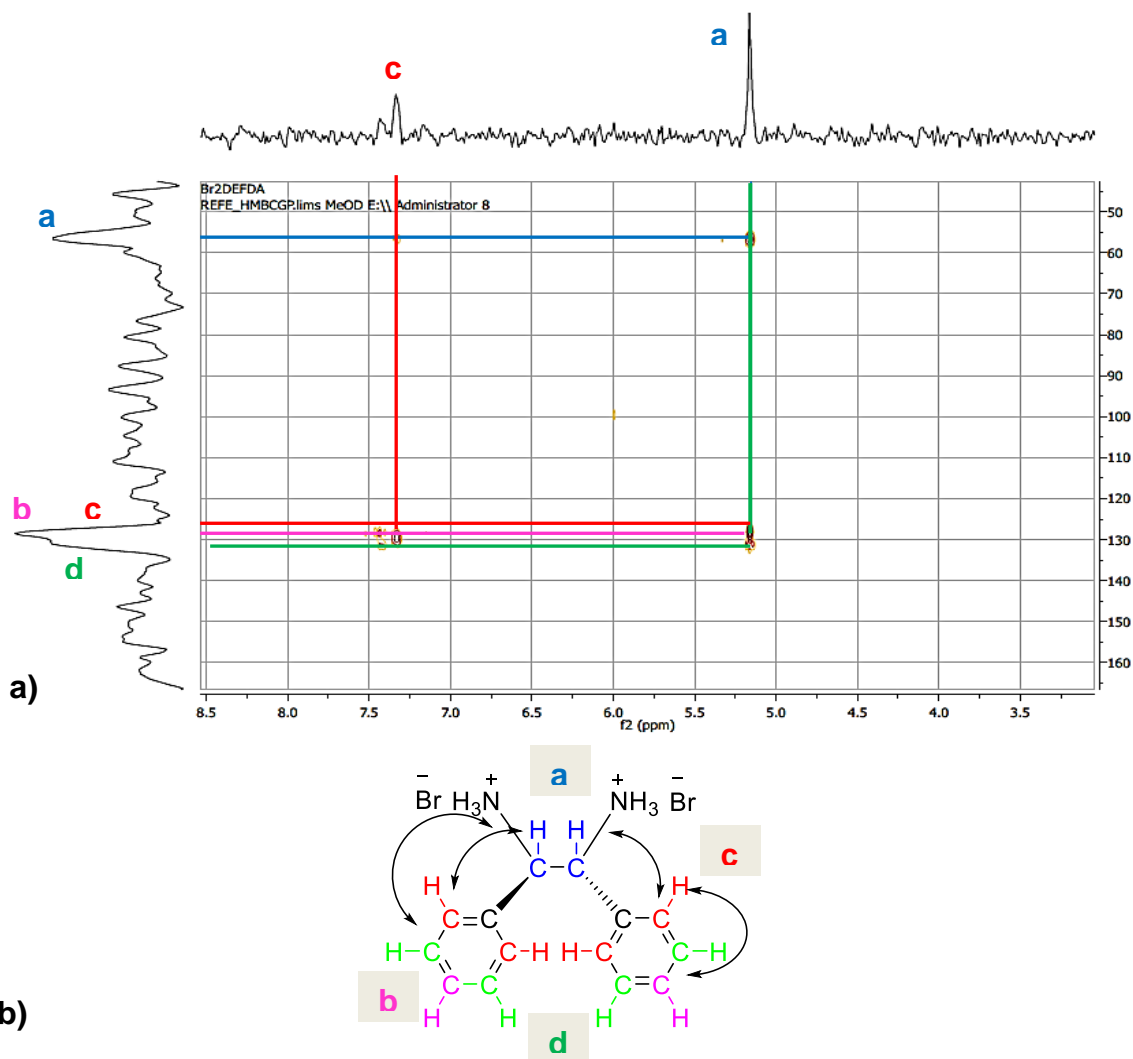 a
c
a
b
c
d
Br2DEFDA
REFE_HMBCGP.lims MeOD E:\\ Administrator 8
50
60
70
80
90
100
110
120
130
140
150
160
8.5 8.0 7.5 7.0 6.5 6.0 5.5 5.0 4.5 4.0 3.5
f2 (ppm)
a)
a
− + + −
Br H3N NH3 Br
H H
c
C C
H H
C C C C
H C C H H C C H
C C C C
b
H H H H
d
b)